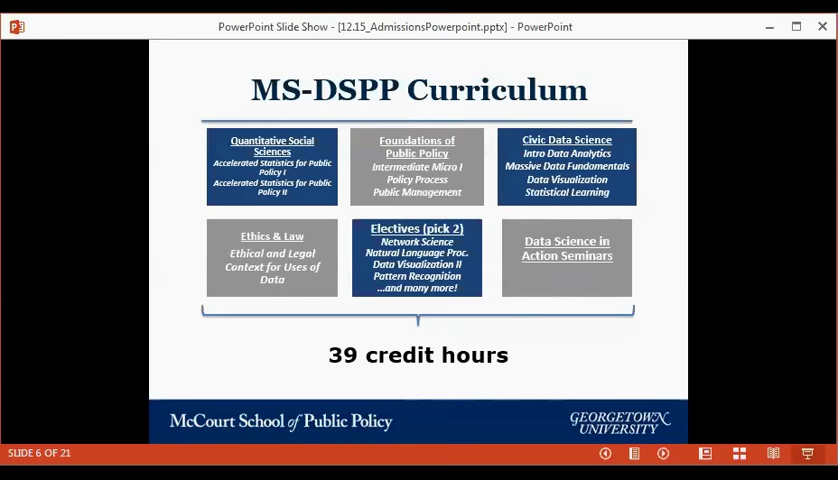 PowerPoint Slide Show - [12.15_AdmissionsPowerpoint.pptx] - PowerPoint
MS-DSPP Curriculum
Quantitative Social
Sciences
Accelerated Statistics for Public
Policy I
Accelerated Statistics for Public
Policy II
Foundations of
Public Policy
Intermediate Micro I
Policy Process
Public Management
Civic Data Science
Intro Data Analytics
Massive Data Fundamentals
Data Visualization
Statistical Learning
Ethics & Law
Ethical and Legal
Context for Uses of
Data
Electives (pick 2)
Network Science
Natural Language Proc.
Data Visualization II
Pattern Recognition
...and many more!
Data Science in
Action Seminars
39 credit hours
McCourt School of Public Policy
GEORGETOWN
UNIVERSITY
SLIDE 6 OF 21